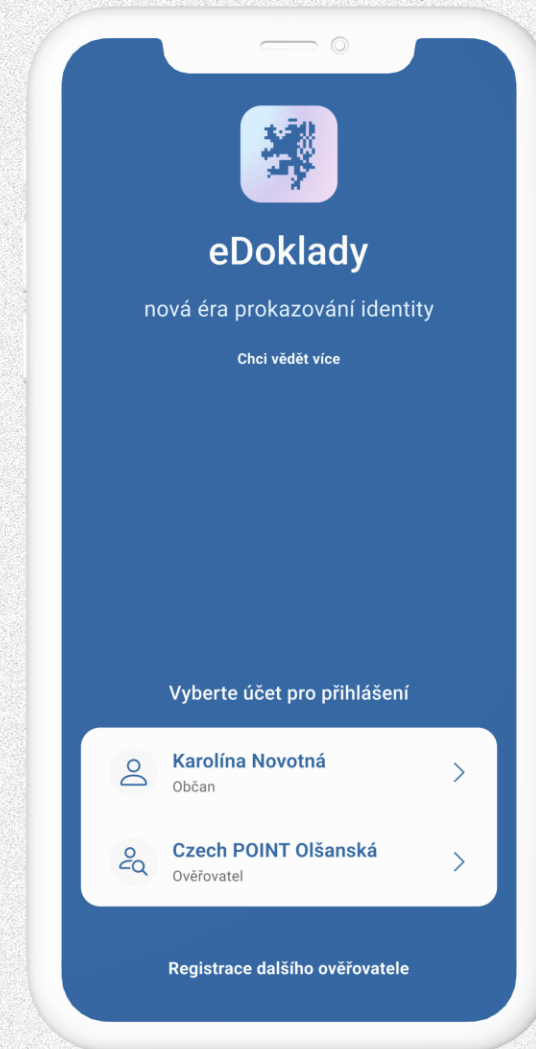 eDoklady
nová éra prokazování identity
Chci vědět více
Vyberte účet pro přihlášení
Karolína Novotná
Občan
Czech POINT Olšanská
Ověřovatel
Registrace dalšího ověřovatele